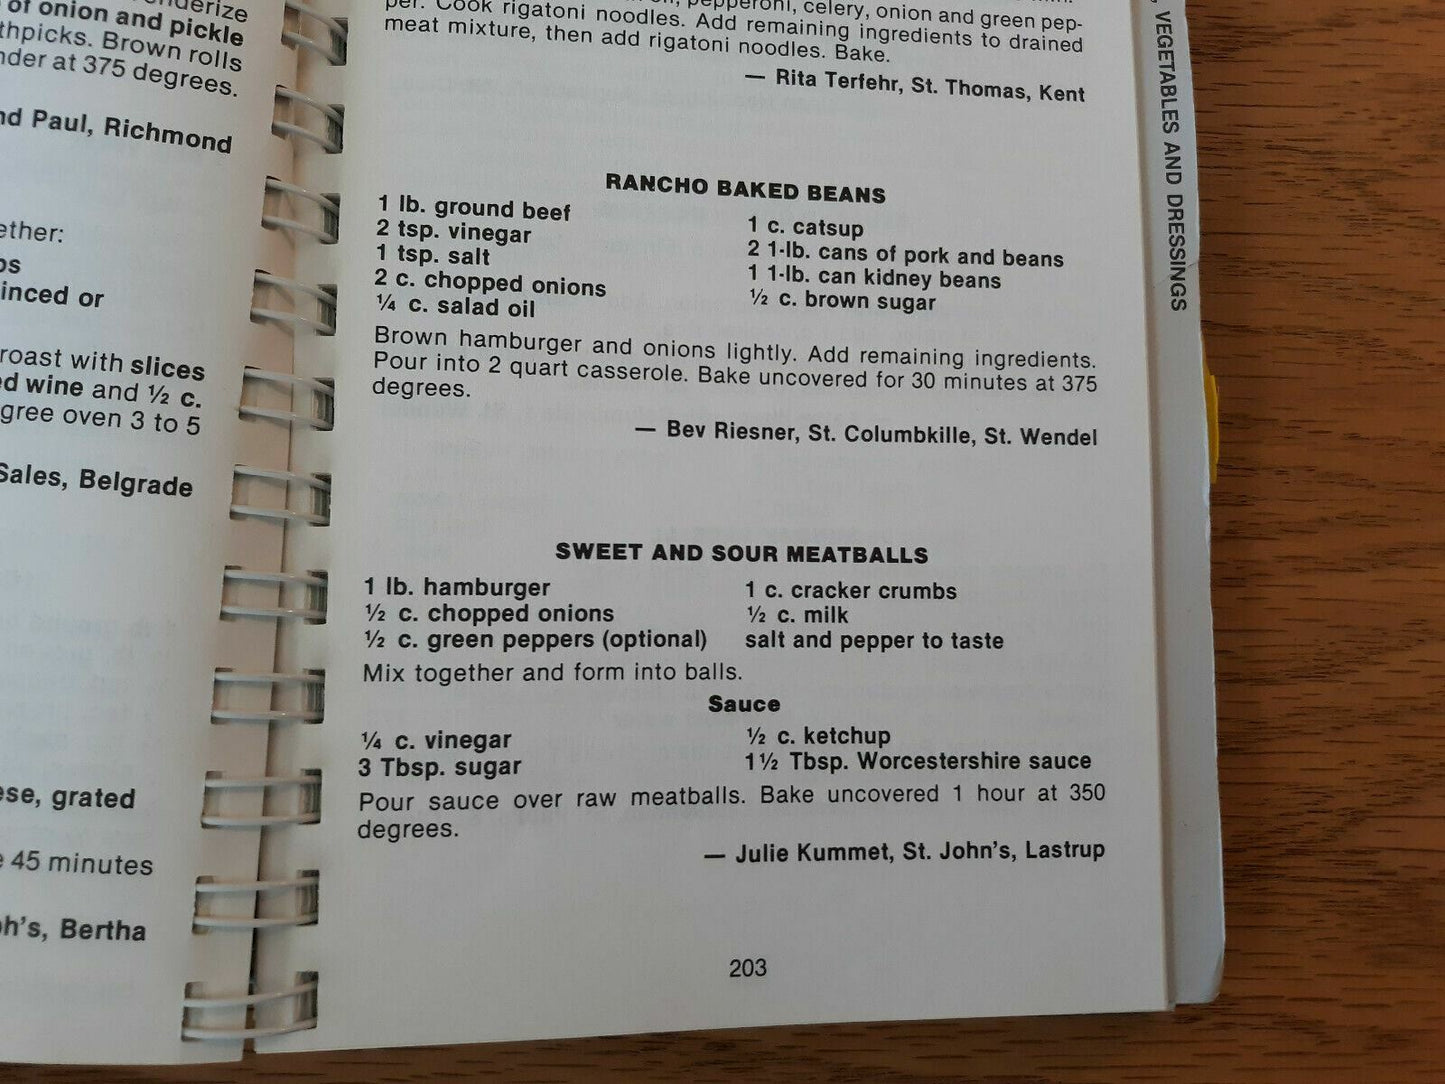 of onion and pickle
thpicks. Brown rolls
nder at 375 degrees.
nd Paul, Richmond
ether:
inced or
roast with slices
ed wine and ½ c.
gree oven 3 to 5
Sales, Belgrade
ese, grated
e 45 minutes
ph's, Bertha
pepperoni, celery, onion and green pep-
per. Cook rigatoni noodles. Add remaining ingredients to drained
meat mixture, then add rigatoni noodles. Bake.
— Rita Terfehr, St. Thomas, Kent
RANCHO BAKED BEANS
1 lb. ground beef
2 tsp. vinegar
1 tsp. salt
2 c. chopped onions
¼ c. salad oil
1 c. catsup
2 1-lb. cans of pork and beans
1 1-lb. can kidney beans
½ c. brown sugar
Brown hamburger and onions lightly. Add remaining ingredients.
Pour into 2 quart casserole. Bake uncovered for 30 minutes at 375
degrees.
— Bev Riesner, St. Columbkille, St. Wendel
SWEET AND SOUR MEATBALLS
1 lb. hamburger
½ c. chopped onions
½ c. green peppers (optional)
1 c. cracker crumbs
½ c. milk
salt and pepper to taste
Mix together and form into balls.
Sauce
¼ c. vinegar
3 Tbsp. sugar
½ c. ketchup
1½ Tbsp. Worcestershire sauce
Pour sauce over raw meatballs. Bake uncovered 1 hour at 350
degrees.
— Julie Kummet, St. John's, Lastrup
203
, VEGETABLES AND DRESSINGS